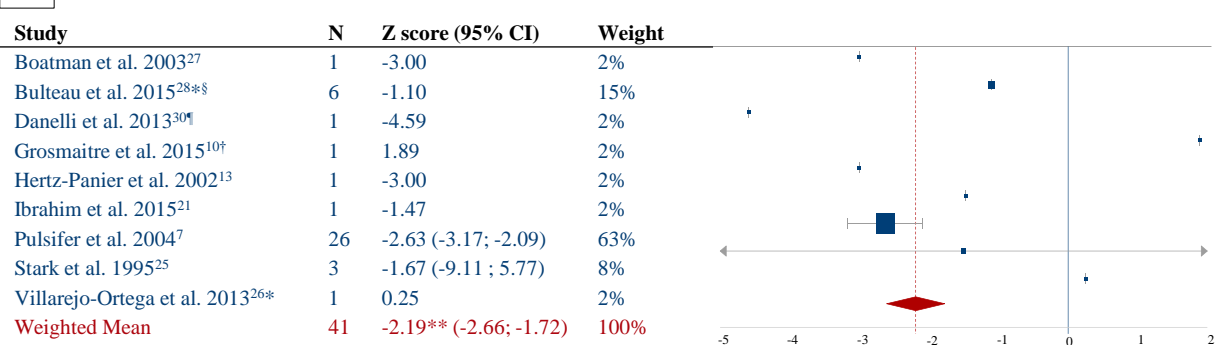 Study N Z score (95% CI) Weight
Boatman et al. 2003²⁷ 1 -3.00 2%
Bulteau et al. 2015²⁸*§ 6 -1.10 15%
Danelli et al. 2013³⁰¶ 1 -4.59 2%
Grosmaitre et al. 2015¹⁰† 1 1.89 2%
Hertz-Panier et al. 2002¹³ 1 -3.00 2%
Ibrahim et al. 2015²¹ 1 -1.47 2%
Pulsifer et al. 2004⁷ 26 -2.63 (-3.17; -2.09) 63%
Stark et al. 1995²⁵ 3 -1.67 (-9.11 ; 5.77) 8%
Villarejo-Ortega et al. 2013²⁶* 1 0.25 2%
Weighted Mean 41 -2.19** (-2.66; -1.72) 100%
-5 -4 -3 -2 -1 0 1 2